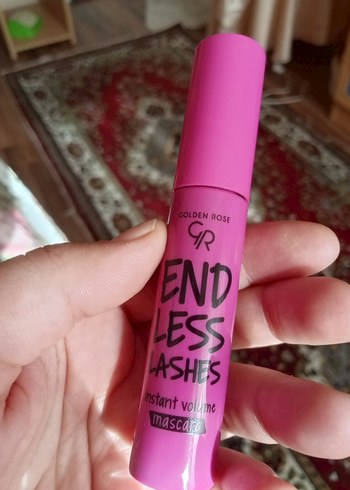 GOLDEN ROSE
GR
END
LESS
LASHES
instant volume
mascara